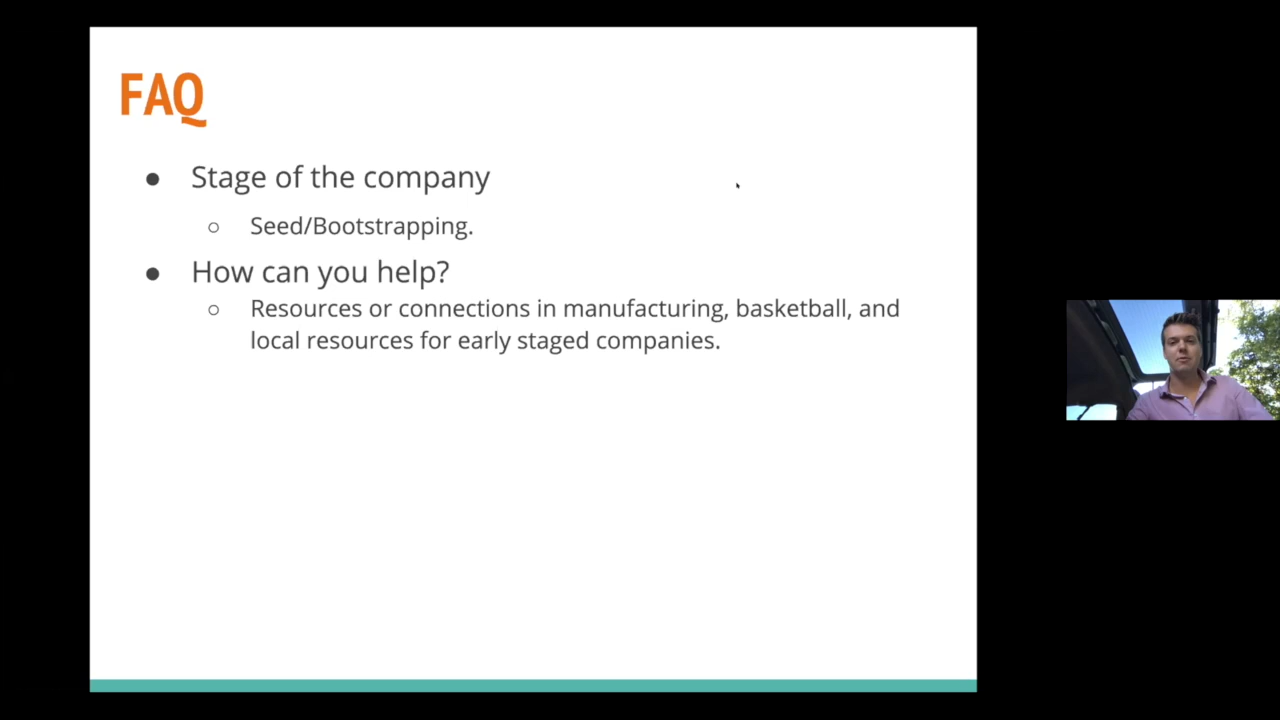 FAQ
● Stage of the company
○ Seed/Bootstrapping.
● How can you help?
○ Resources or connections in manufacturing, basketball, and
local resources for early staged companies.